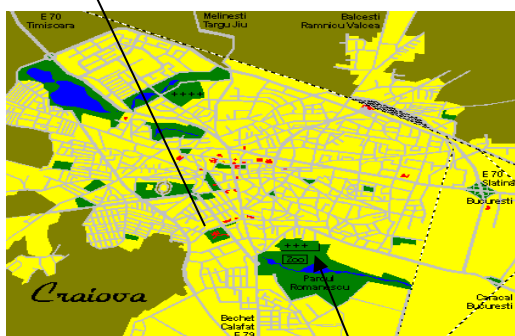 E 70
Timisoara
Melinesti
Targu Jiu
Balcesti
Ramnicu Valcea
E 70
Slatina
Bucuresti
Zoo
Parcul
Romanescu
Craiova
Caracal
Bucuresti
Bechet
Calafat
E 79